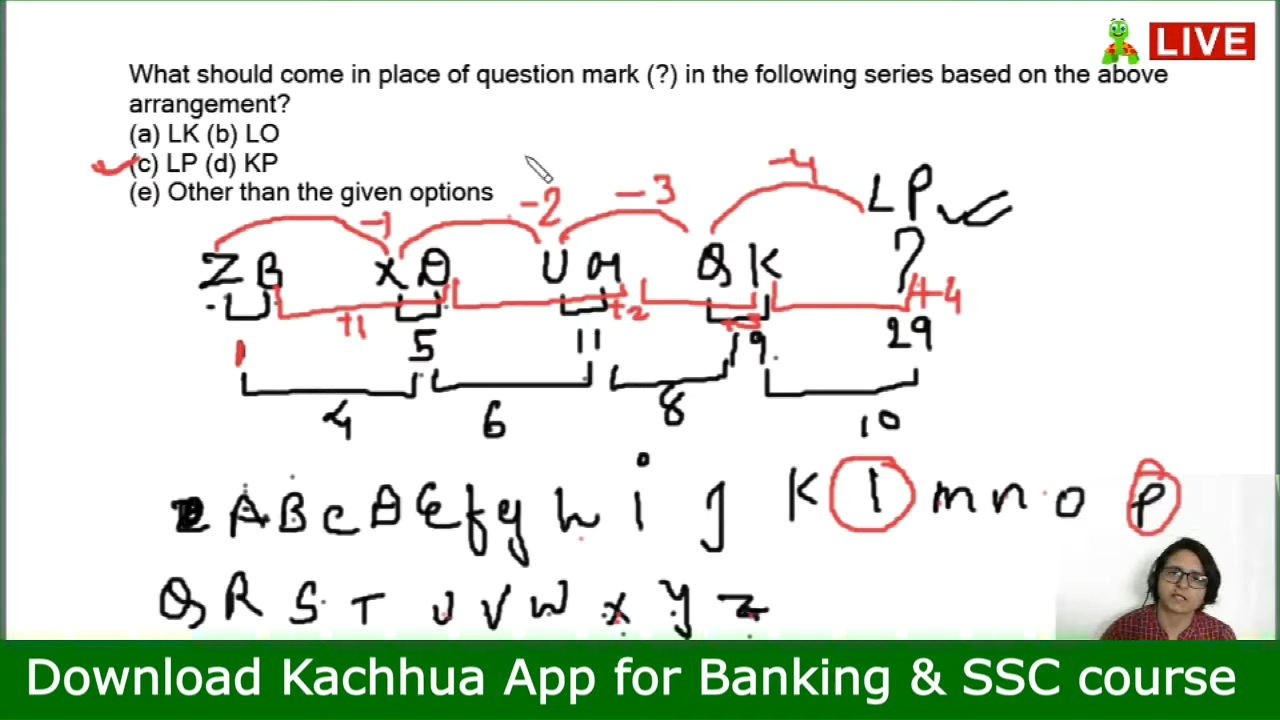 LIVE
What should come in place of question mark (?) in the following series based on the above
arrangement?
(a) LK (b) LO
(c) LP (d) KP
(e) Other than the given options
-1 -2 -3 -4 LP
ZB XD UH QK ?
+1 +2 +3 +4
1 5 11 19 29
4 6 8 10
A B C D E f g h i J K l m n o P
Q R S T U V W X Y Z
Download Kachhua App for Banking & SSC course